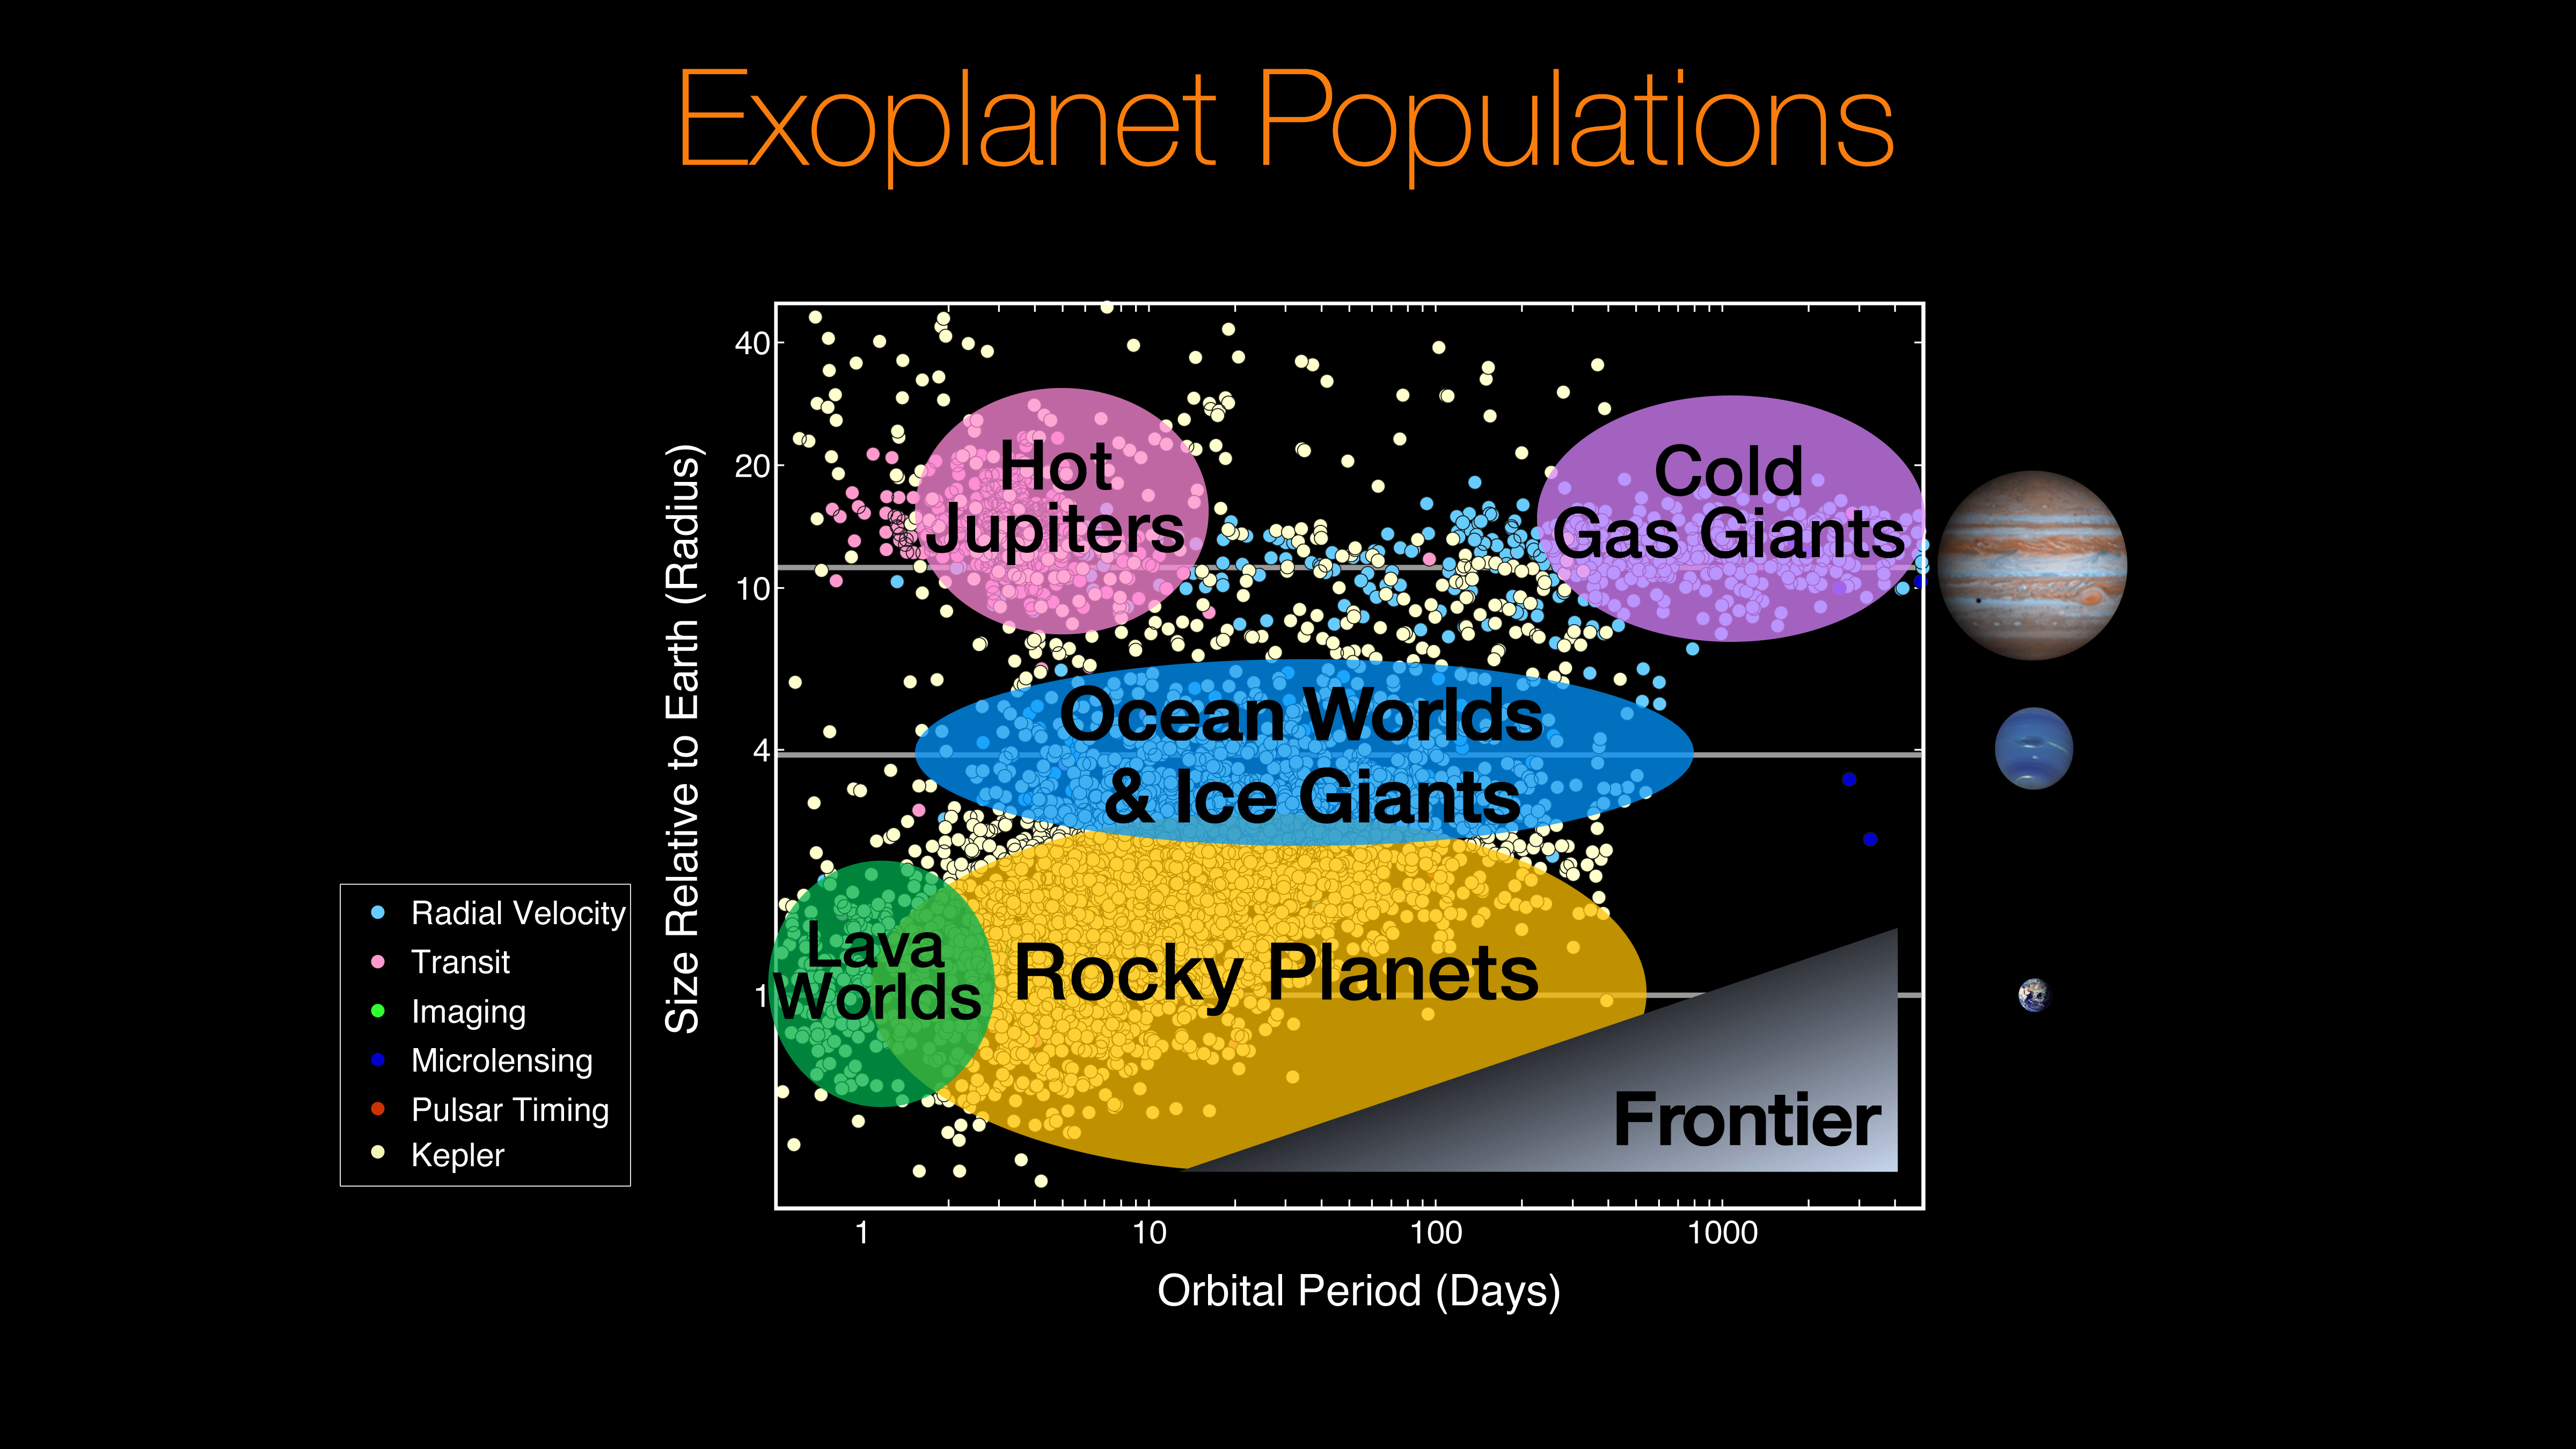 Exoplanet Populations
Size Relative to Earth (Radius)
40
20
10
4
1
Hot
Jupiters
Cold
Gas Giants
Ocean Worlds
& Ice Giants
Lava
Worlds
Rocky Planets
Frontier
1
10
100
1000
Orbital Period (Days)
Radial Velocity
Transit
Imaging
Microlensing
Pulsar Timing
Kepler